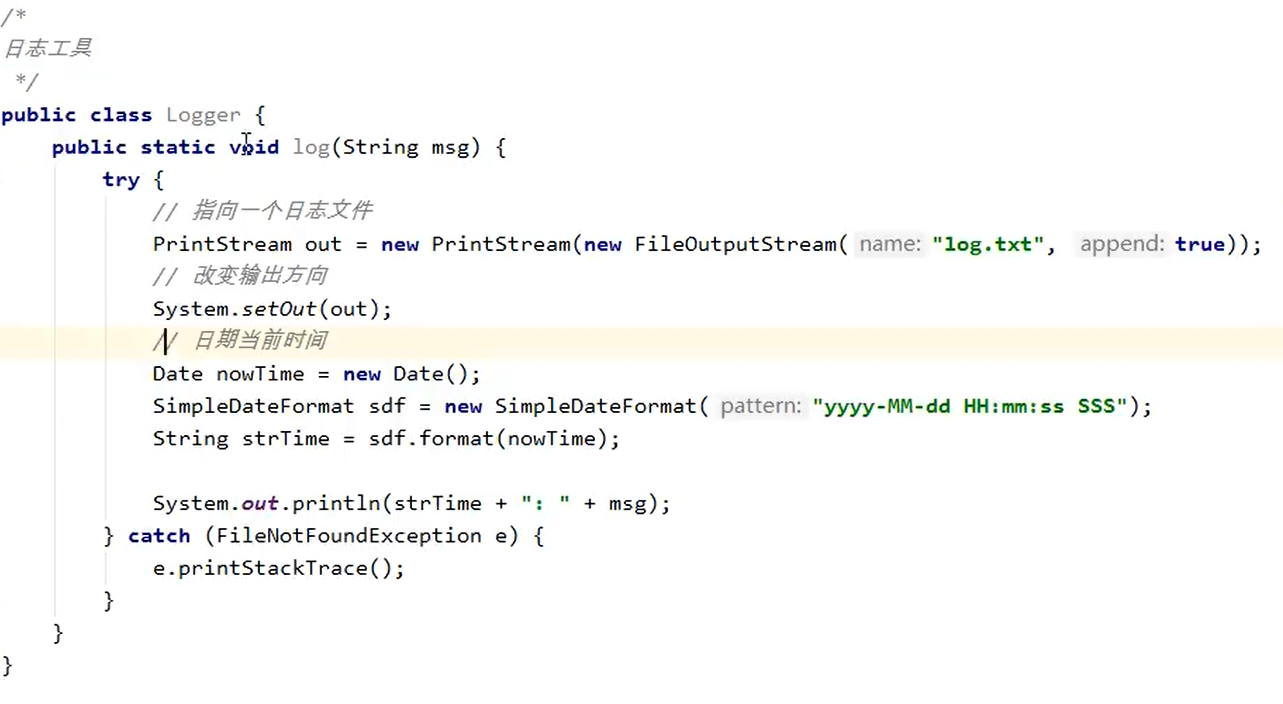 /*
日志工具
*/
public class Logger {
public static void log(String msg) {
try {
// 指向一个日志文件
PrintStream out = new PrintStream(new FileOutputStream( name: "log.txt", append: true));
// 改变输出方向
System.setOut(out);
// 日期当前时间
Date nowTime = new Date();
SimpleDateFormat sdf = new SimpleDateFormat( pattern: "yyyy-MM-dd HH:mm:ss SSS");
String strTime = sdf.format(nowTime);
System.out.println(strTime + ": " + msg);
} catch (FileNotFoundException e) {
e.printStackTrace();
}
}
}